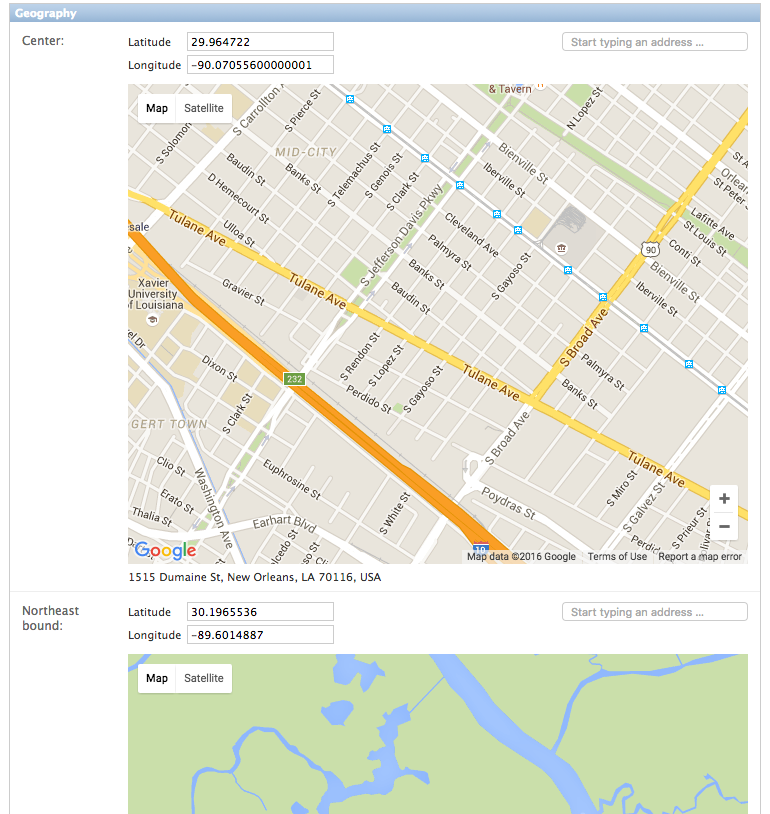 Geography
Center:
Latitude 29.964722
Start typing an address ...
Longitude -90.07055600000001
Map Satellite
& Tavern
S Carrollton Ave
S Pierce St
N Lopez St
S Solomon
MID-CITY
Bienville St
S Telemachus St
S Genois St
S Clark St
Baudin St
Banks St
Iberville St
D Hemecourt St
S Jefferson Davis Pkwy
Orlean
St Peter S
Lafitte Ave
St Louis St
Tulane Ave
Ulloa St
Cleveland Ave
Palmyra St
90
Conti St
Bienville St
Xavier
University
of Louisiana
Gravier St
Tulane Ave
Banks St
Baudin St
S Gayoso St
Iberville St
S Broad Ave
Dixon St
232
S Rendon St
S Lopez St
S Gayoso St
Perdido St
Tulane Ave
Palmyra St
Banks St
GERT TOWN
S Clark St
S Broad Ave
Clio St
Erato St
Thalia St
Washington Ave
Euphrosine St
Earhart Blvd
S White St
Poydras St
Tulane Ave
S Miro St
S Galvez St
S Prieur St
Perdido
10
+
−
Google
Map data ©2016 Google Terms of Use Report a map error
1515 Dumaine St, New Orleans, LA 70116, USA
Northeast
bound:
Latitude 30.1965536
Start typing an address ...
Longitude -89.6014887
Map Satellite